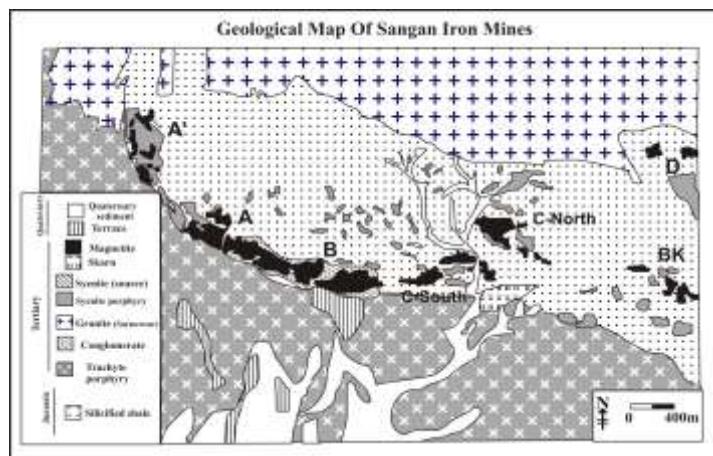 Geological Map Of Sangan Iron Mines
A'
A
B
C-North
C-South
D
BK
Quaternary
sediment
Terrace
Magnetite
Skarn
Syenite
Syenite porphyry
Granite
Conglomerate
Trachyte
porphyry
Silicified shale
Quaternary
Tertiary
Jurassic
N
0 400m